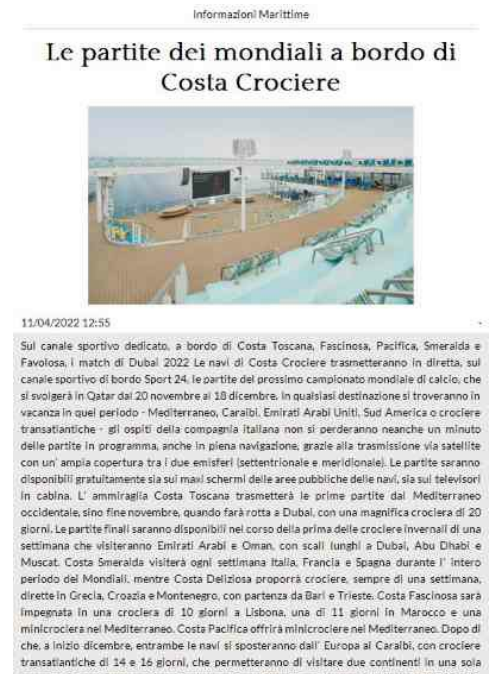 Informazioni Marittime
Le partite dei mondiali a bordo di
Costa Crociere
11/04/2022 12:55
Sul canale sportivo dedicato, a bordo di Costa Toscana, Fascinosa, Pacifica, Smeralda e
Favolosa, i match di Dubai 2022 Le navi di Costa Crociere trasmetteranno in diretta, sul
canale sportivo di bordo Sport 24, le partite del prossimo campionato mondiale di calcio, che
si svolgerà in Qatar dal 20 novembre al 18 dicembre. In qualsiasi destinazione si troveranno in
vacanza in quel periodo - Mediterraneo, Caraibi, Emirati Arabi Uniti, Sud America o crociere
transatlantiche - gli ospiti della compagnia italiana non si perderanno neanche un minuto
delle partite in programma, anche in piena navigazione, grazie alla trasmissione via satellite
con un' ampia copertura tra i due emisferi (settentrionale e meridionale). Le partite saranno
disponibili gratuitamente sia sui maxi schermi delle aree pubbliche delle navi, sia sui televisori
in cabina. L' ammiraglia Costa Toscana trasmetterà le prime partite dal Mediterraneo
occidentale, sino fine novembre, quando farà rotta a Dubai, con una magnifica crociera di 20
giorni. Le partite finali saranno disponibili nel corso della prima delle crociere invernali di una
settimana che visiteranno Emirati Arabi e Oman, con scali lunghi a Dubai, Abu Dhabi e
Muscat. Costa Smeralda visiterà ogni settimana Italia, Francia e Spagna durante l' intero
periodo dei Mondiali, mentre Costa Deliziosa proporrà crociere, sempre di una settimana,
dirette in Grecia, Croazia e Montenegro, con partenza da Bari e Trieste. Costa Fascinosa sarà
impegnata in una crociera di 10 giorni a Lisbona, una di 11 giorni in Marocco e una
minicrociera nel Mediterraneo. Costa Pacifica offrirà minicrociere nel Mediterraneo. Dopo di
che, a inizio dicembre, entrambe le navi si sposteranno dall' Europa ai Caraibi, con crociere
transatlantiche di 14 e 16 giorni, che permetteranno di visitare due continenti in una sola